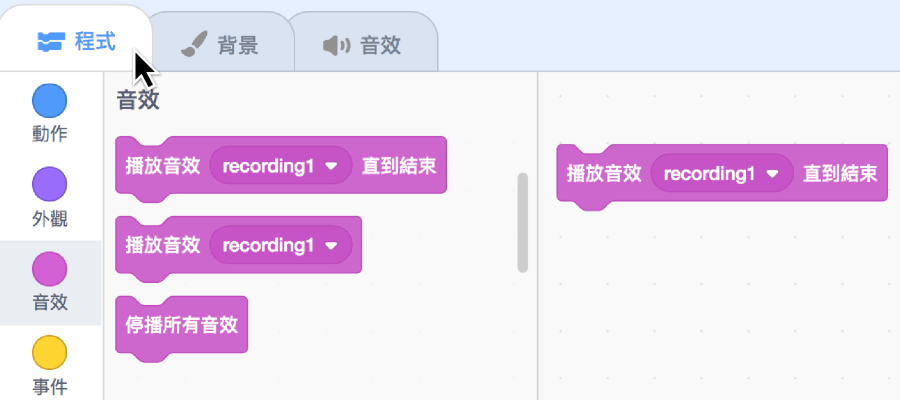 程式 背景 音效
動作
外觀
音效
事件
音效
播放音效 recording1 直到結束
播放音效 recording1
停播所有音效
播放音效 recording1 直到結束